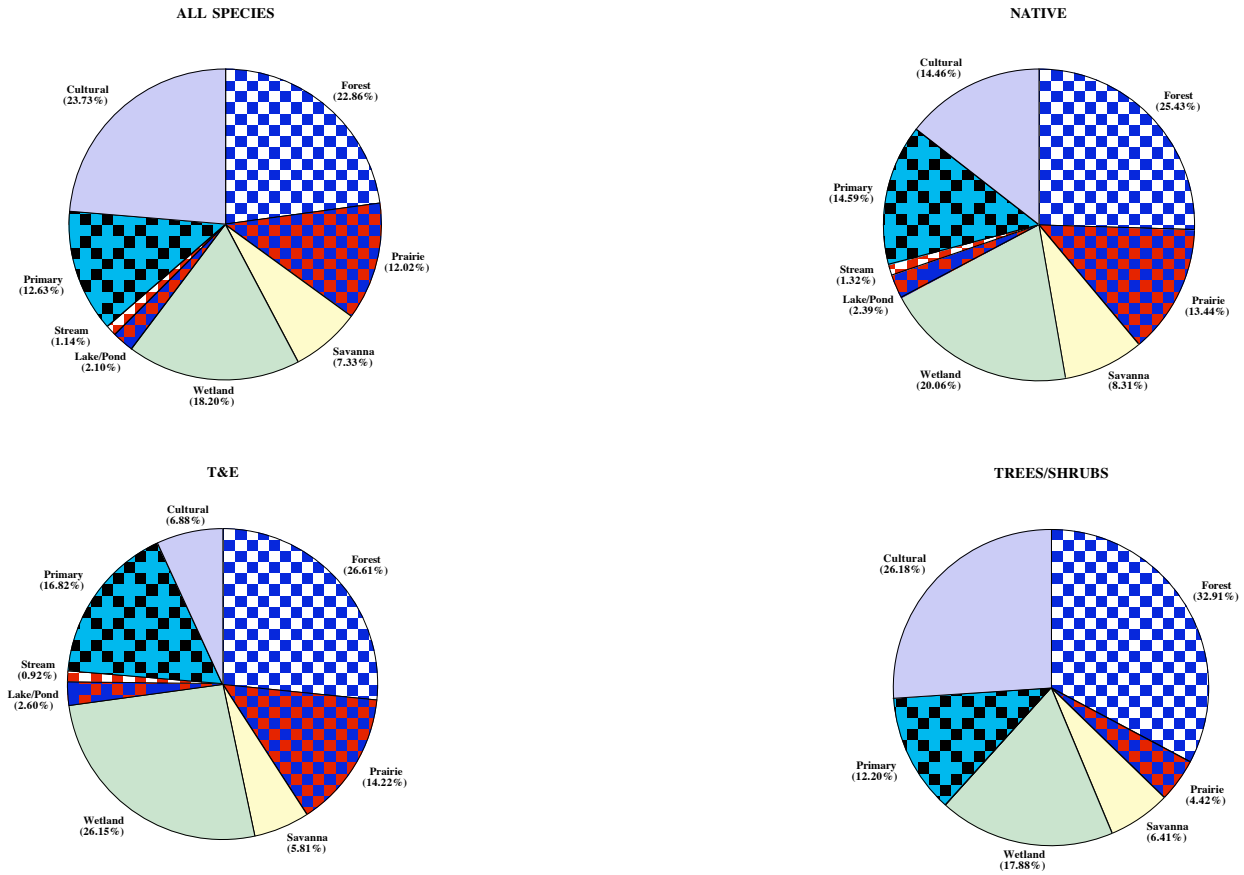 ALL SPECIES
Cultural
(23.73%)
Forest
(22.86%)
Prairie
(12.02%)
Savanna
(7.33%)
Wetland
(18.20%)
Lake/Pond
(2.10%)
Stream
(1.14%)
Primary
(12.63%)
NATIVE
Cultural
(14.46%)
Forest
(25.43%)
Prairie
(13.44%)
Savanna
(8.31%)
Wetland
(20.06%)
Lake/Pond
(2.39%)
Stream
(1.32%)
Primary
(14.59%)
T&E
Cultural
(6.88%)
Forest
(26.61%)
Prairie
(14.22%)
Savanna
(5.81%)
Wetland
(26.15%)
Lake/Pond
(2.60%)
Stream
(0.92%)
Primary
(16.82%)
TREES/SHRUBS
Cultural
(26.18%)
Forest
(32.91%)
Prairie
(4.42%)
Savanna
(6.41%)
Wetland
(17.88%)
Primary
(12.20%)